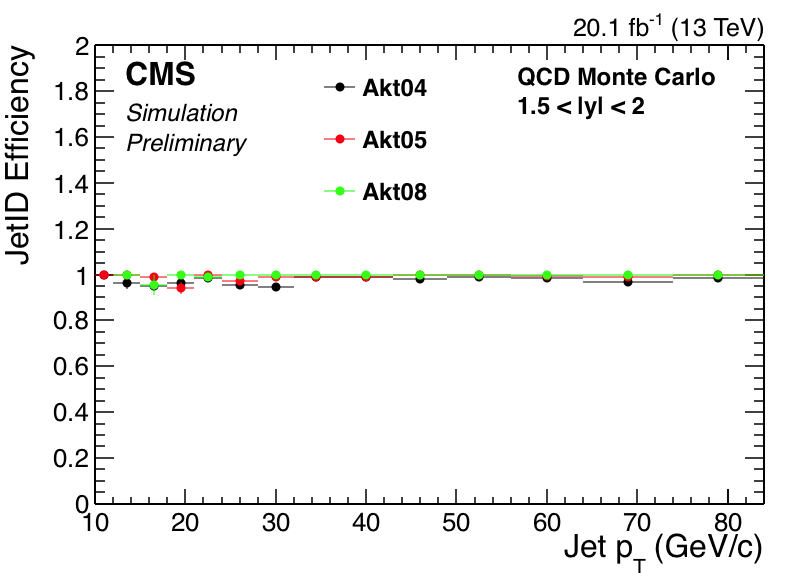 20.1 fb⁻¹ (13 TeV)
CMS
Simulation
Preliminary
Akt04
Akt05
Akt08
QCD Monte Carlo
1.5 < |y| < 2
JetID Efficiency
2
1.8
1.6
1.4
1.2
1
0.8
0.6
0.4
0.2
0
10 20 30 40 50 60 70 80
Jet p_T (GeV/c)